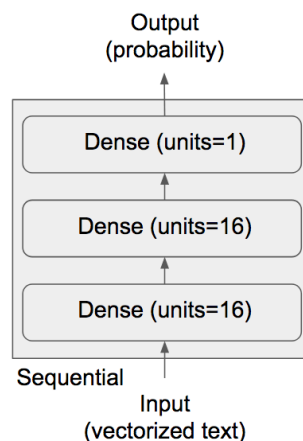 Output
(probability)
Dense (units=1)
Dense (units=16)
Dense (units=16)
Sequential
Input
(vectorized text)